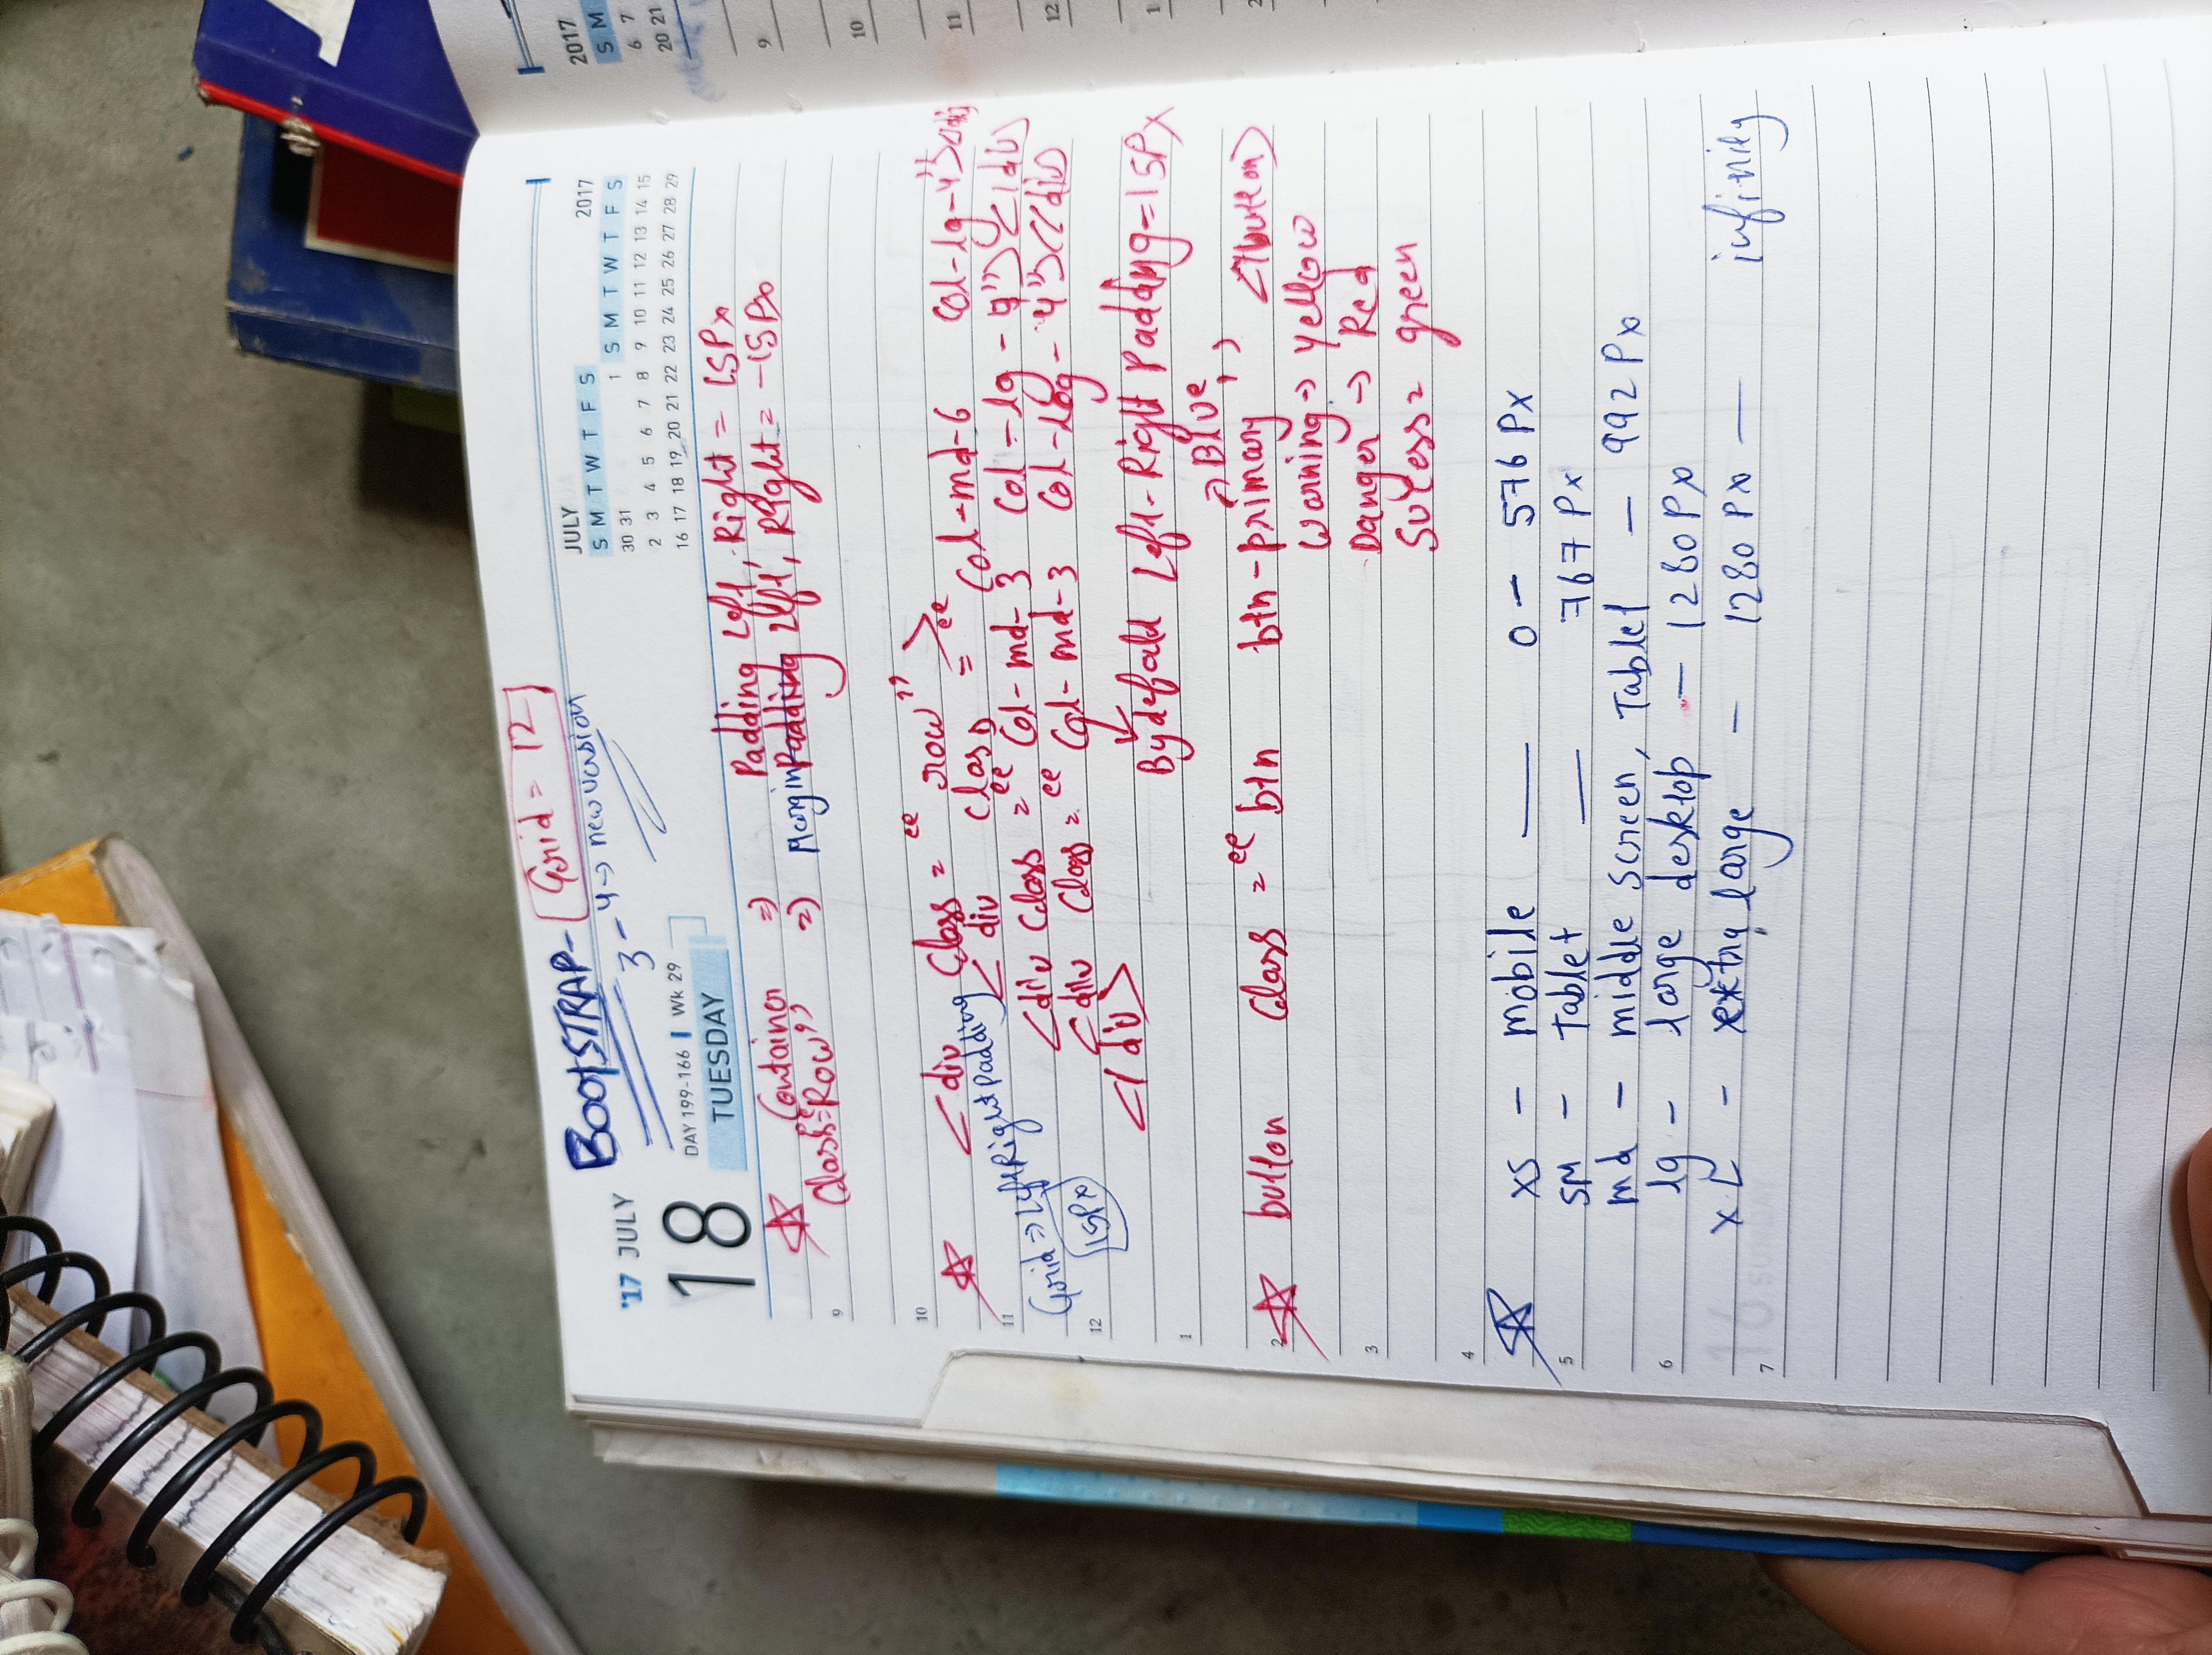 BOOTSTRAP- Grid = 12
3 - 4 → new version
'17 JULY
18
DAY 199-166 | Wk 29
TUESDAY
JULY 2017
S M T W T F S
30 31 1 S M T W T F S
2 3 4 5 6 7 8 9 10 11 12 13 14 15
16 17 18 19 20 21 22 23 24 25 26 27 28 29
Container => Padding Left, Right = 15Px
Class="Row" => Margin Padding Left, Right = -15Px
<div Class = "row">
<div Class = "Col-md-6 Col-lg-4"></div>
Grid => Left Right Padding
15Px
<div Class = "Col-md-3 Col-lg-4"></div>
<div Class = "Col-md-3 Col-log-4"></div>
</div>
By defald Left-Right Padding=15Px
→ Blue
button Class = "btn btn-primary" </button>
Warning → yellow
Danger → Red
Sucess = green
xs - mobile — 0 - 576 Px
SM - Tablet — 767 Px
md - middle screen, Tablet - 992 Px
lg - large desktop - 1280 Px
XL - extra large - 1280 Px — infinity
9
10
11
12
1
2
3
4
5
6
7
2017
S M
6 7
20 21
9
10
11
12
1
2
16 SUNDAY